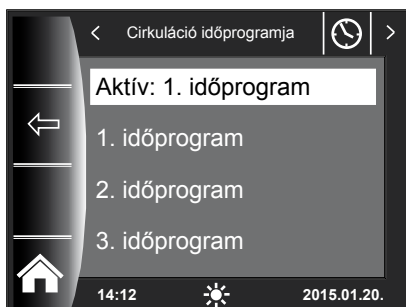 Cirkuláció időprogramja
Aktív: 1. időprogram
1. időprogram
2. időprogram
3. időprogram
14:12 2015.01.20.